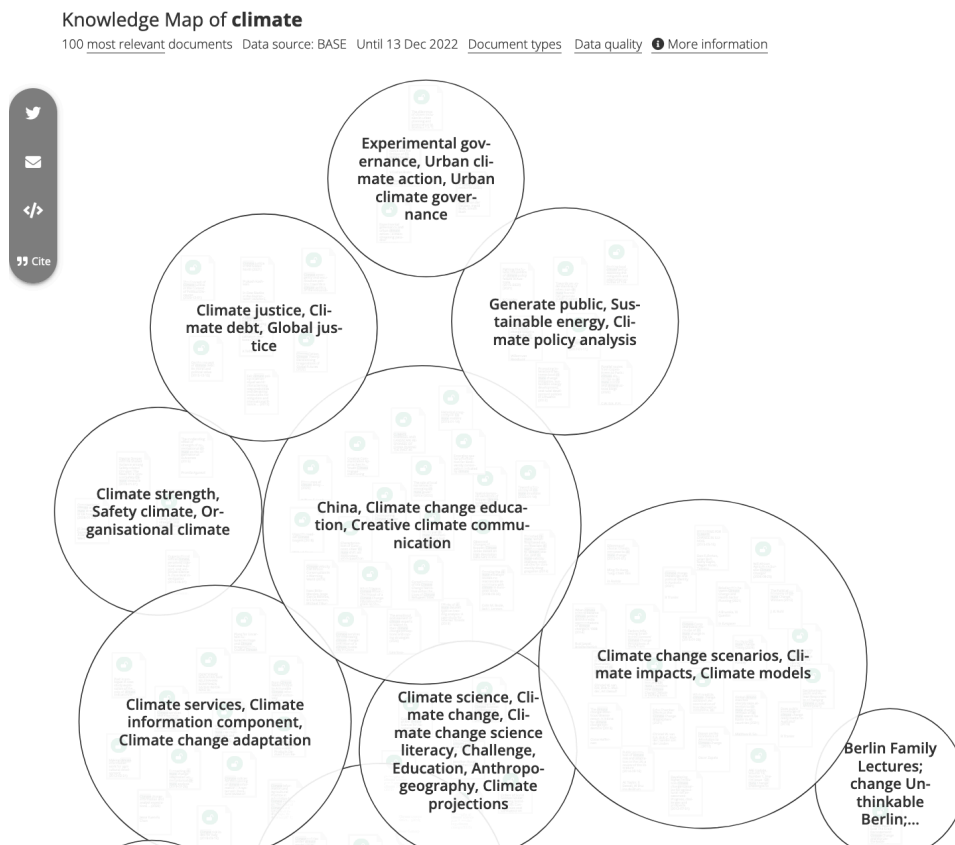 Knowledge Map of climate
100 most relevant documents Data source: BASE Until 13 Dec 2022 Document types Data quality More information
Cite
Experimental gov-
ernance, Urban cli-
mate action, Urban
climate gover-
nance
Climate justice, Cli-
mate debt, Global jus-
tice
Generate public, Sus-
tainable energy, Cli-
mate policy analysis
Climate strength,
Safety climate, Or-
ganisational climate
China, Climate change educa-
tion, Creative climate commu-
nication
Climate change scenarios, Cli-
mate impacts, Climate models
Climate services, Climate
information component,
Climate change adaptation
Climate science, Cli-
mate change, Cli-
mate change science
literacy, Challenge,
Education, Anthropo-
geography, Climate
projections
Berlin Family
Lectures;
change Un-
thinkable
Berlin;...